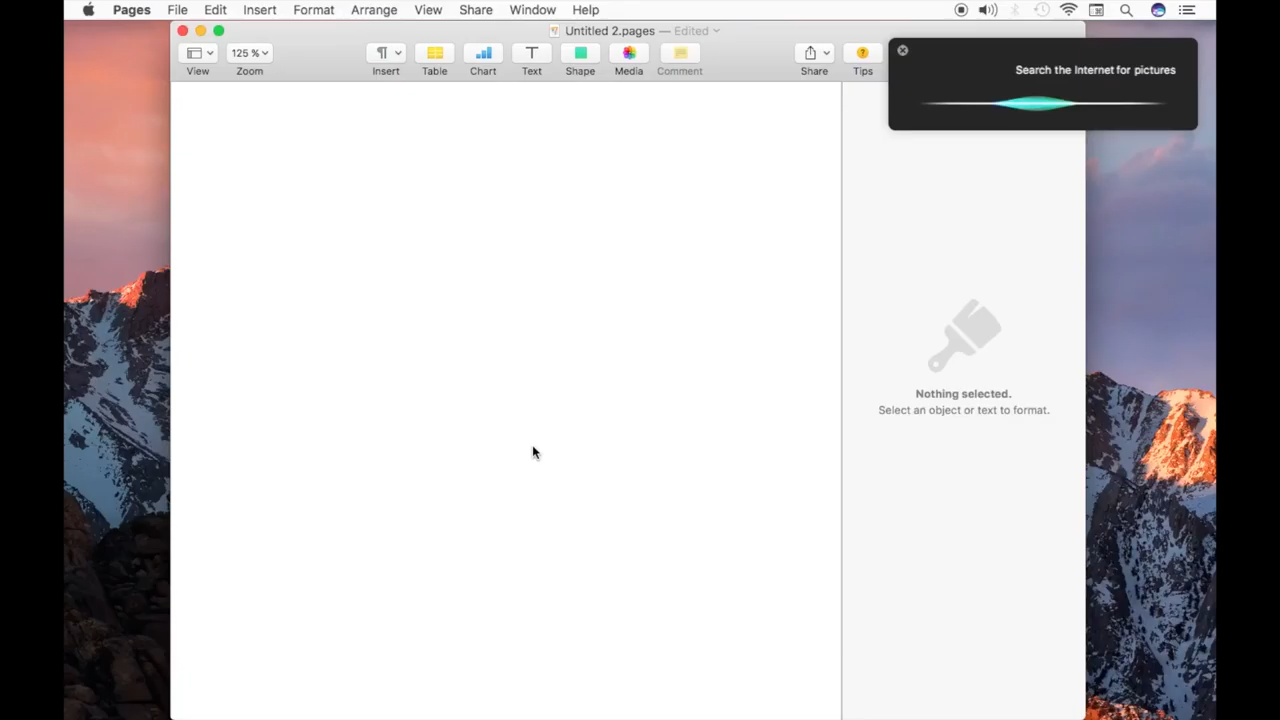 Pages File Edit Insert Format Arrange View Share Window Help
Untitled 2.pages — Edited
125 %
View Zoom Insert Table Chart Text Shape Media Comment Share Tips
Search the Internet for pictures
Nothing selected.
Select an object or text to format.